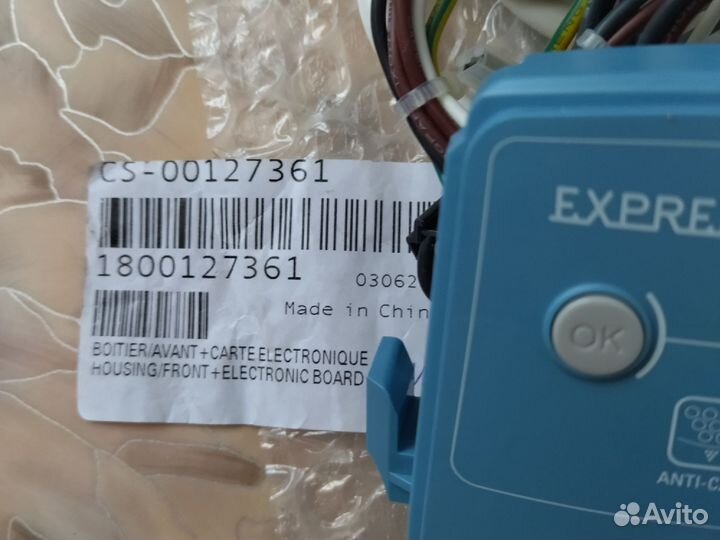 CS-00127361
1800127361
03062
Made in Chin
BOITIER/AVANT+CARTE ELECTRONIQUE
HOUSING/FRONT+ELECTRONIC BOARD
EXPRE
OK
ANTI-C
Avito